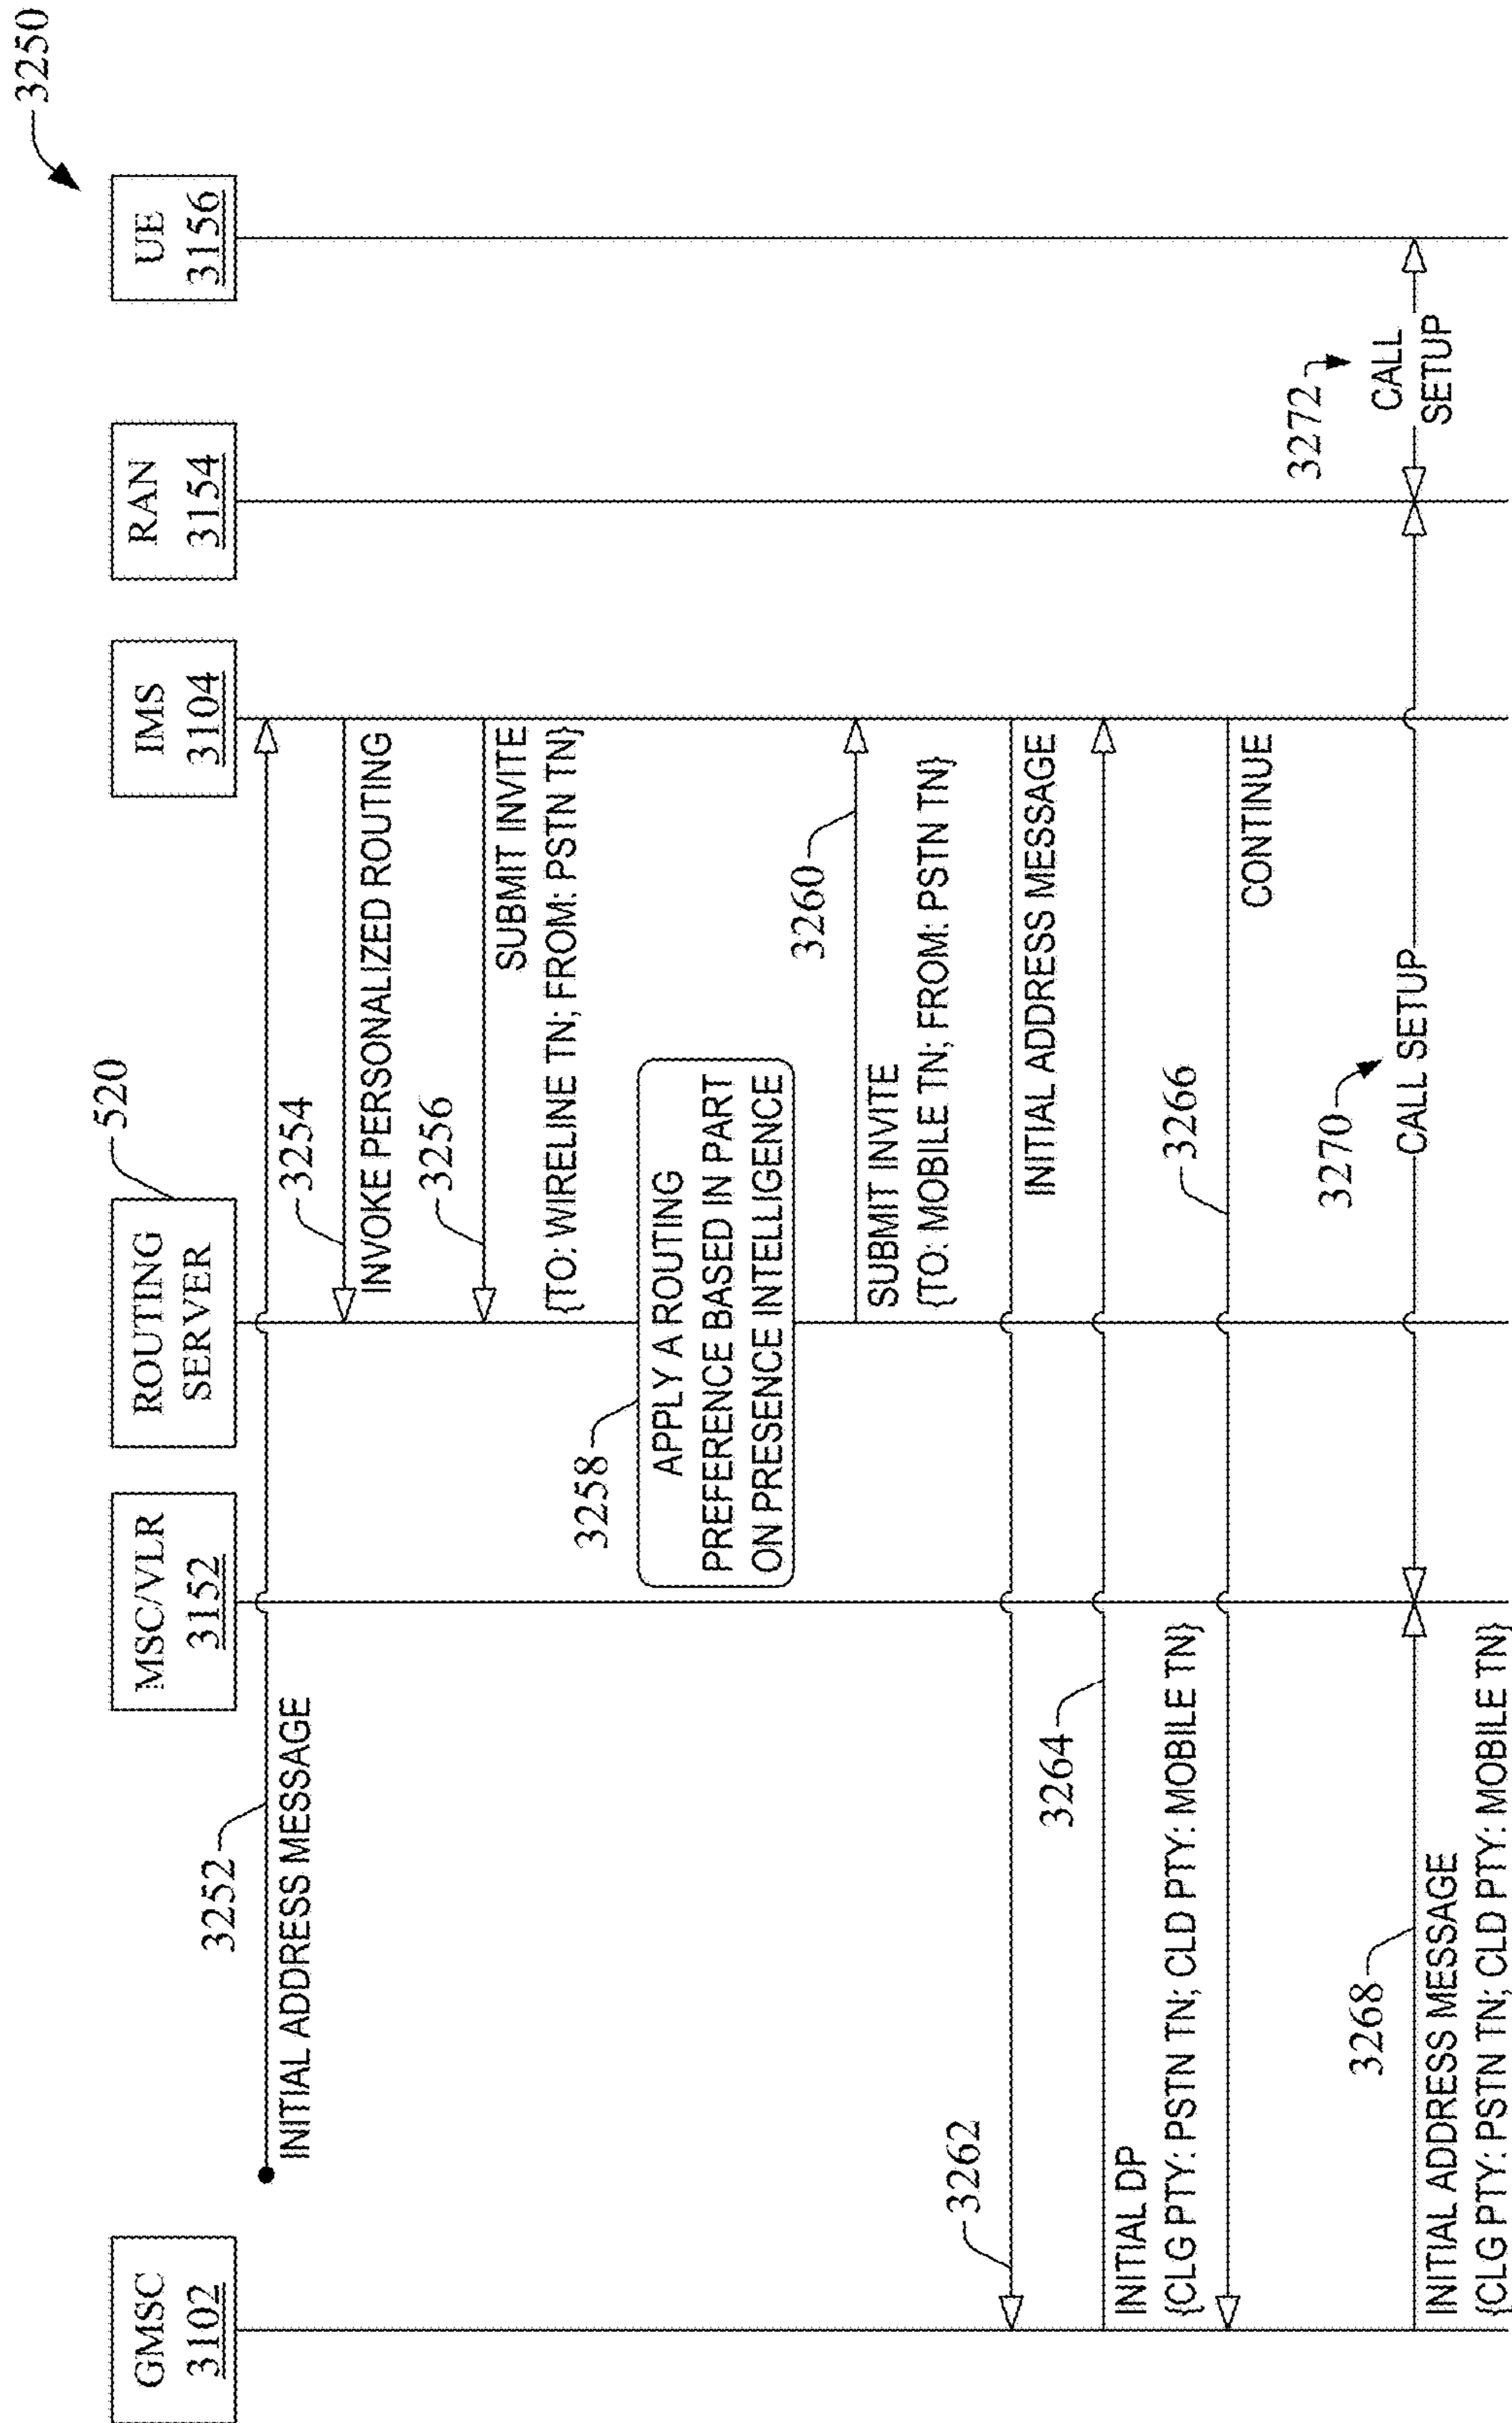 3250
GMSC
3102
MSC/VLR
3152
ROUTING
SERVER
520
IMS
3104
RAN
3154
UE
3156
3252
INITIAL ADDRESS MESSAGE
3254
INVOKE PERSONALIZED ROUTING
3256
SUBMIT INVITE
{TO: WIRELINE TN; FROM: PSTN TN}
3258
APPLY A ROUTING
PREFERENCE BASED IN PART
ON PRESENCE INTELLIGENCE
3260
SUBMIT INVITE
{TO: MOBILE TN; FROM: PSTN TN}
3262
INITIAL ADDRESS MESSAGE
3264
INITIAL DP
{CLG PTY: PSTN TN; CLD PTY: MOBILE TN}
3266
CONTINUE
3268
INITIAL ADDRESS MESSAGE
{CLG PTY: PSTN TN; CLD PTY: MOBILE TN}
3270
CALL SETUP
3272
CALL
SETUP